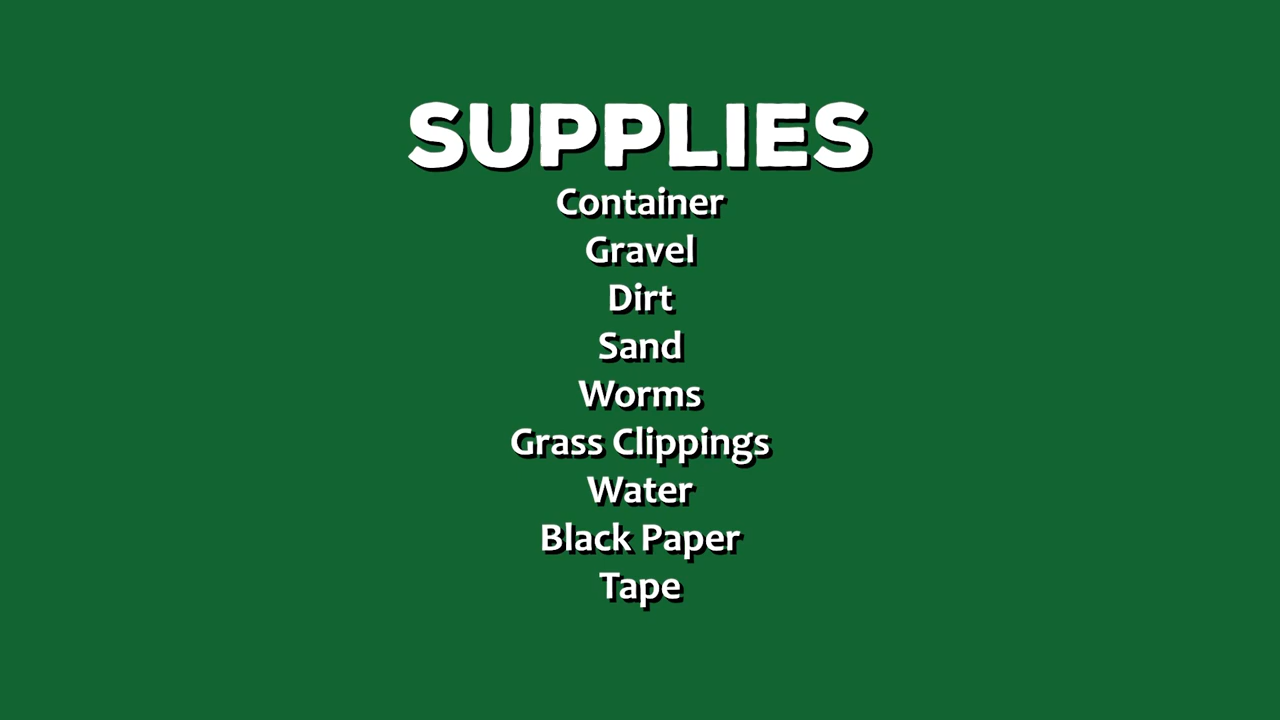 SUPPLIES
Container
Gravel
Dirt
Sand
Worms
Grass Clippings
Water
Black Paper
Tape